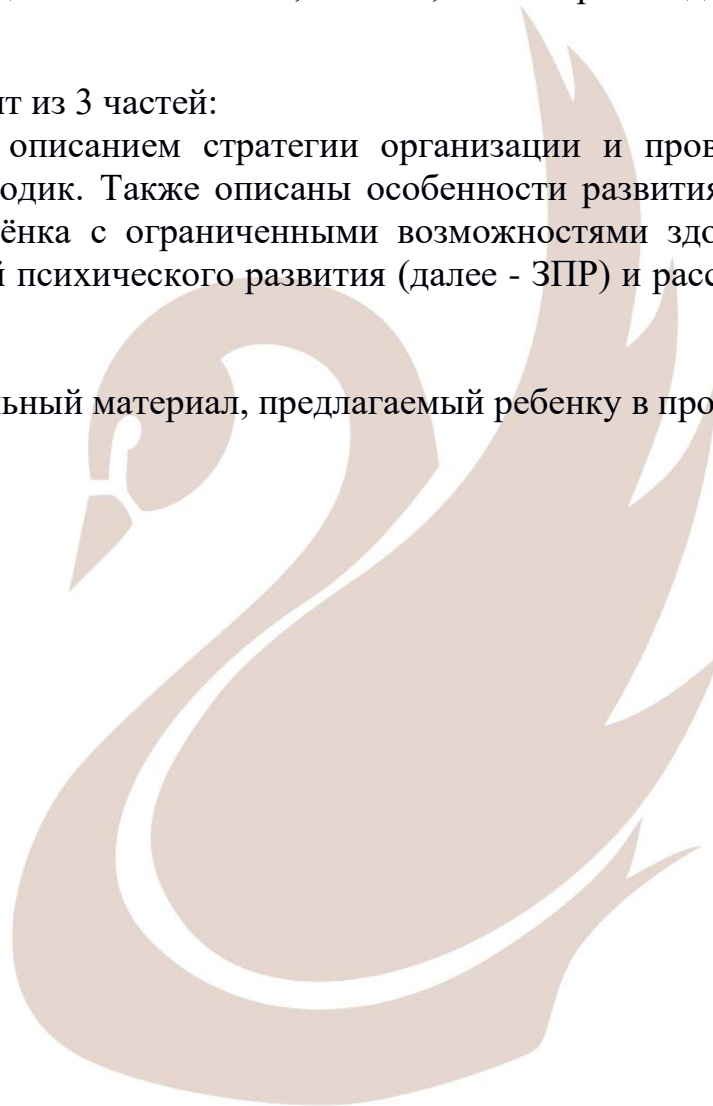 ит из 3 частей:
описанием стратегии организации и пров
одик. Также описаны особенности развития
ёнка с ограниченными возможностями здо
й психического развития (далее - ЗПР) и расс
ьный материал, предлагаемый ребенку в про